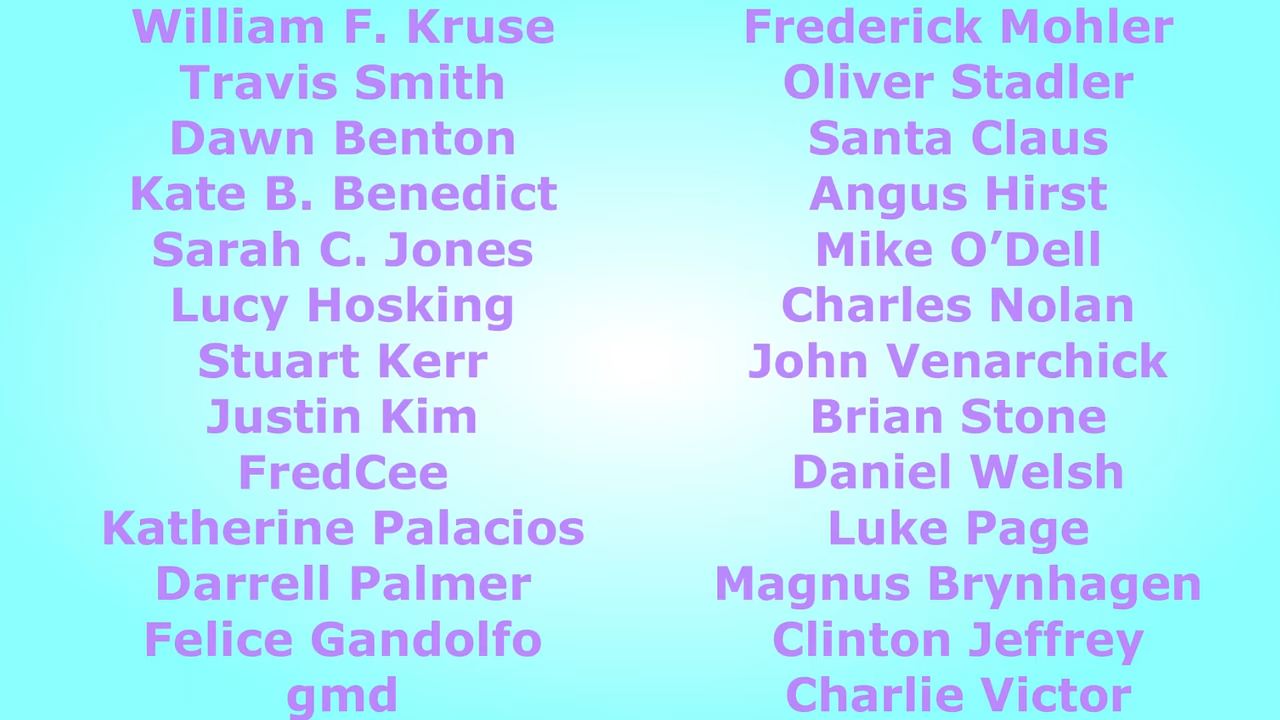 William F. Kruse
Travis Smith
Dawn Benton
Kate B. Benedict
Sarah C. Jones
Lucy Hosking
Stuart Kerr
Justin Kim
FredCee
Katherine Palacios
Darrell Palmer
Felice Gandolfo
gmd
Frederick Mohler
Oliver Stadler
Santa Claus
Angus Hirst
Mike O’Dell
Charles Nolan
John Venarchick
Brian Stone
Daniel Welsh
Luke Page
Magnus Brynhagen
Clinton Jeffrey
Charlie Victor